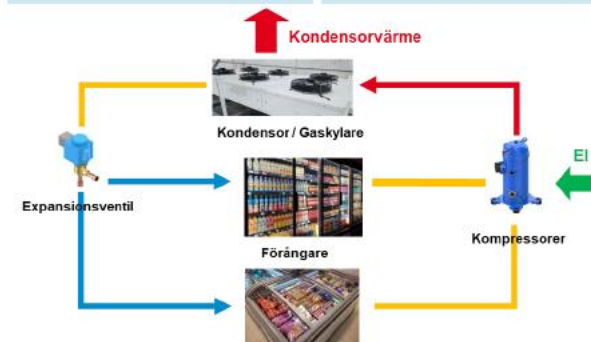 Kondensorvärme
Kondensor / Gaskylare
El
Expansionsventil
Kompressorer
Förångare